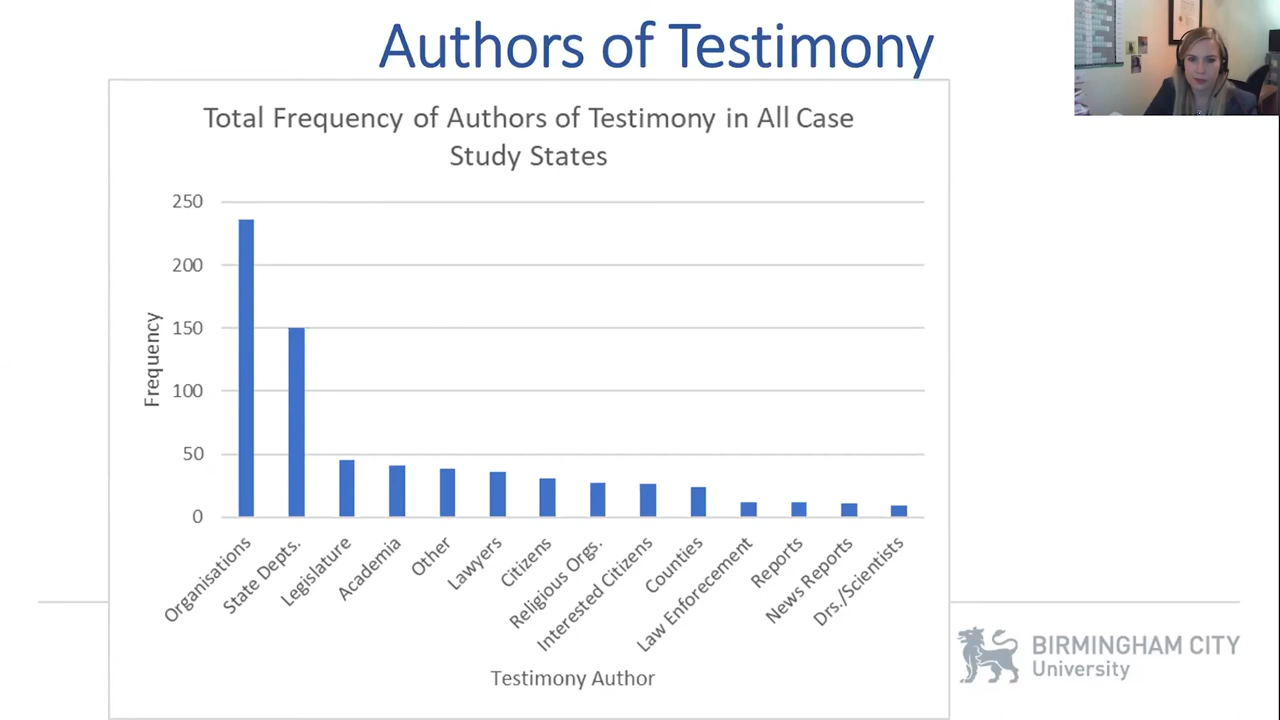 Authors of Testimony
Total Frequency of Authors of Testimony in All Case
Study States
250
200
150
100
50
0
Frequency
Organisations
State Depts.
Legislature
Academia
Other
Lawyers
Citizens
Religious Orgs.
Interested Citizens
Counties
Law Enforecement
Reports
News Reports
Drs./Scientists
Testimony Author
BIRMINGHAM CITY
University